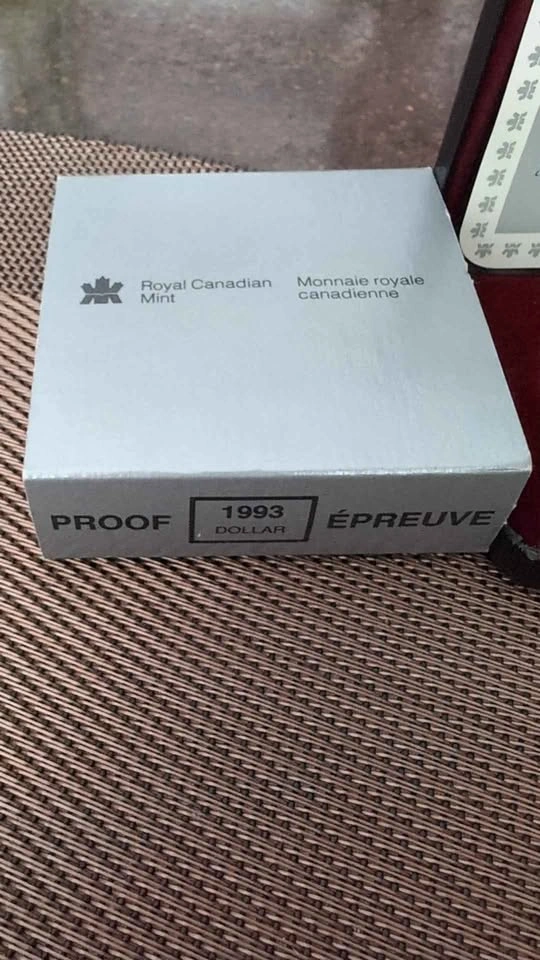 Royal Canadian
Mint
Monnaie royale
canadienne
PROOF
1993
DOLLAR
ÉPREUVE